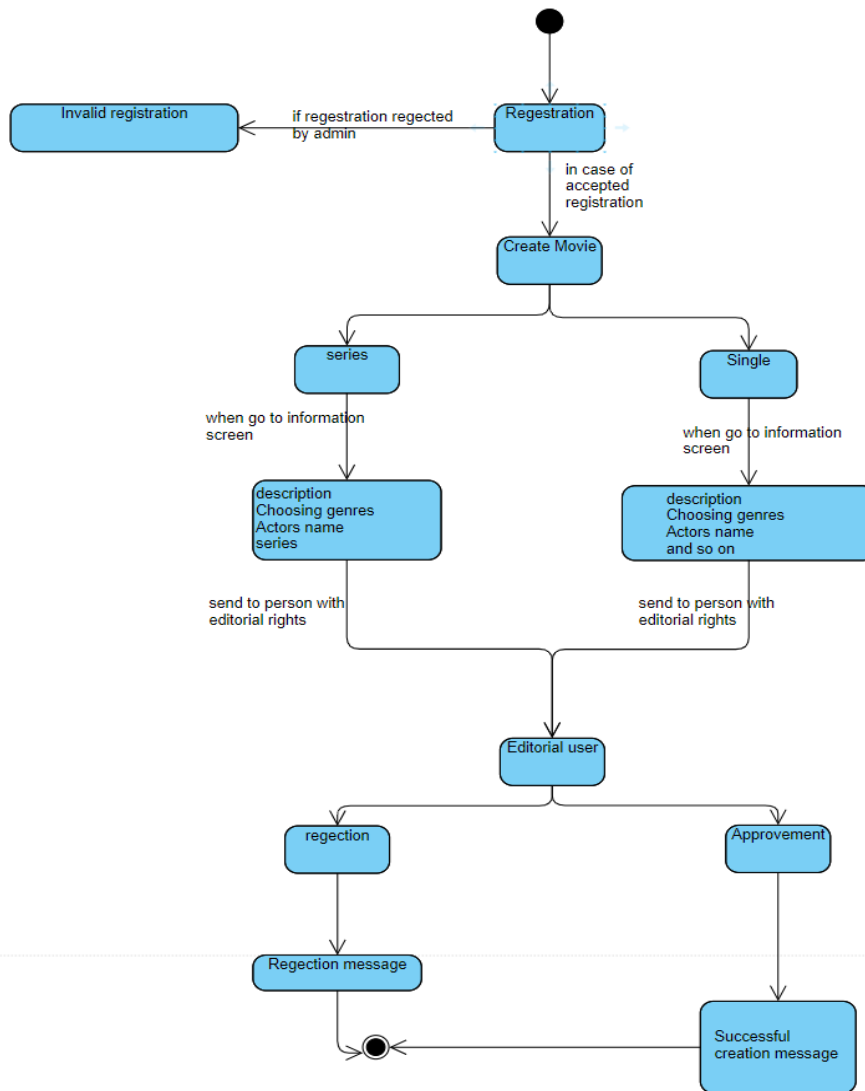 Invalid registration
if regestration regected
by admin
Regestration
in case of
accepted
registration
Create Movie
series
Single
when go to information
screen
when go to information
screen
description
Choosing genres
Actors name
series
description
Choosing genres
Actors name
and so on
send to person with
editorial rights
send to person with
editorial rights
Editorial user
regection
Approvement
Regection message
Successful
creation message